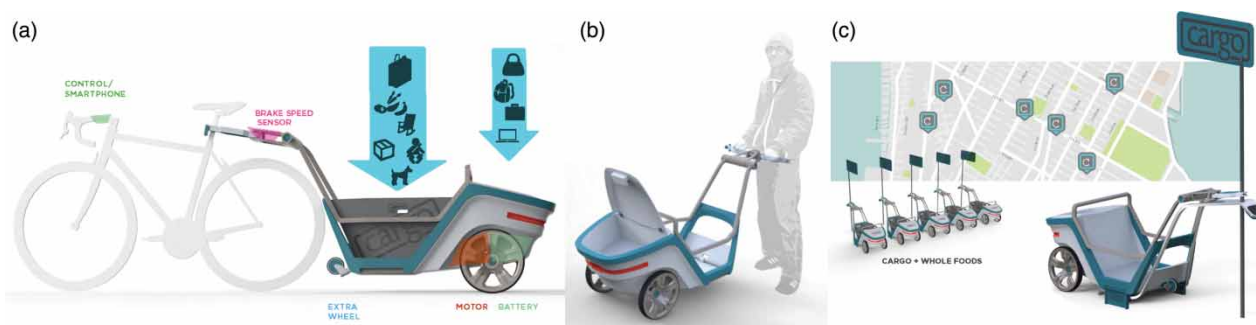 (a)
CONTROL/
SMARTPHONE
BRAKE SPEED
SENSOR
cargo
EXTRA
WHEEL
MOTOR
BATTERY
(b)
(c)
cargo
CARGO + WHOLE FOODS